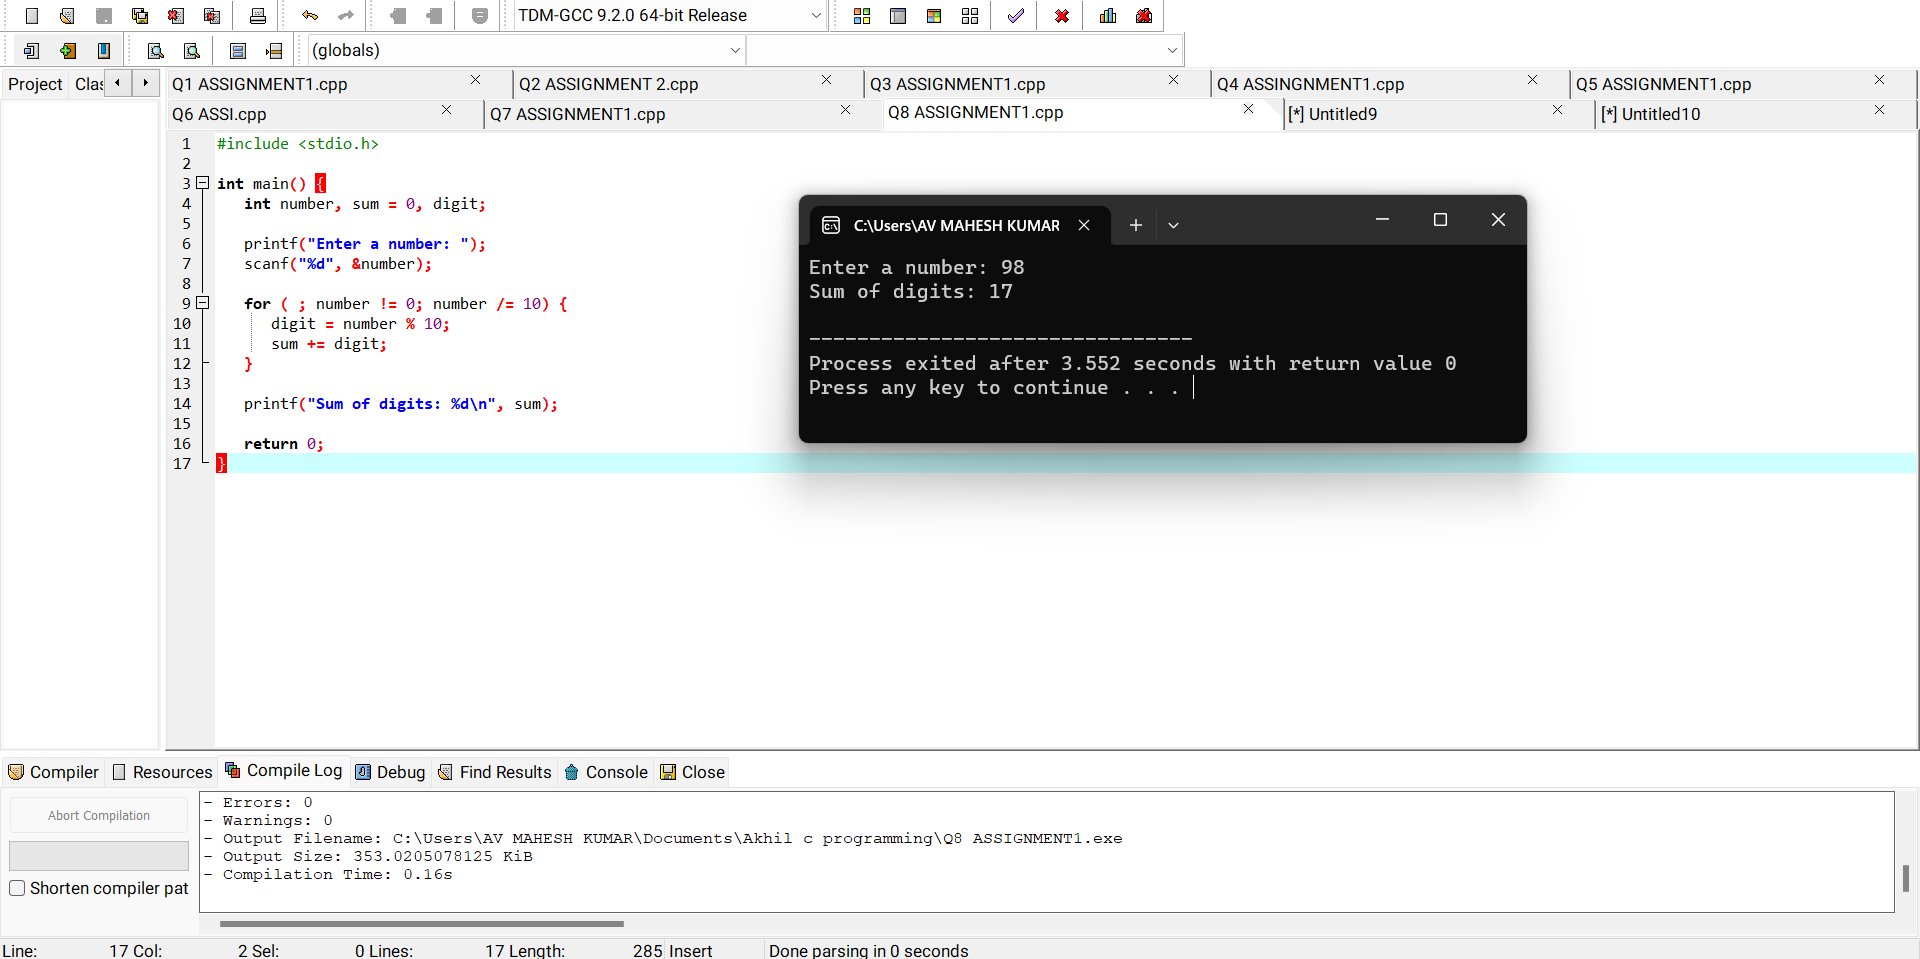 TDM-GCC 9.2.0 64-bit Release
(globals)
Project Clas
Q1 ASSIGNMENT1.cpp Q2 ASSIGNMENT 2.cpp Q3 ASSIGNMENT1.cpp Q4 ASSINGNMENT1.cpp Q5 ASSIGNMENT1.cpp
Q6 ASSI.cpp Q7 ASSIGNMENT1.cpp Q8 ASSIGNMENT1.cpp [*] Untitled9 [*] Untitled10
1 #include <stdio.h>
2
3 int main() {
4 int number, sum = 0, digit;
5
6 printf("Enter a number: ");
7 scanf("%d", &number);
8
9 for ( ; number != 0; number /= 10) {
10 digit = number % 10;
11 sum += digit;
12 }
13
14 printf("Sum of digits: %d\n", sum);
15
16 return 0;
17 }
C:\Users\AV MAHESH KUMAR
Enter a number: 98
Sum of digits: 17
--------------------------------
Process exited after 3.552 seconds with return value 0
Press any key to continue . . .
Compiler Resources Compile Log Debug Find Results Console Close
Abort Compilation
Shorten compiler pat
- Errors: 0
- Warnings: 0
- Output Filename: C:\Users\AV MAHESH KUMAR\Documents\Akhil c programming\Q8 ASSIGNMENT1.exe
- Output Size: 353.0205078125 KiB
- Compilation Time: 0.16s
Line: 17 Col: 2 Sel: 0 Lines: 17 Length: 285 Insert Done parsing in 0 seconds